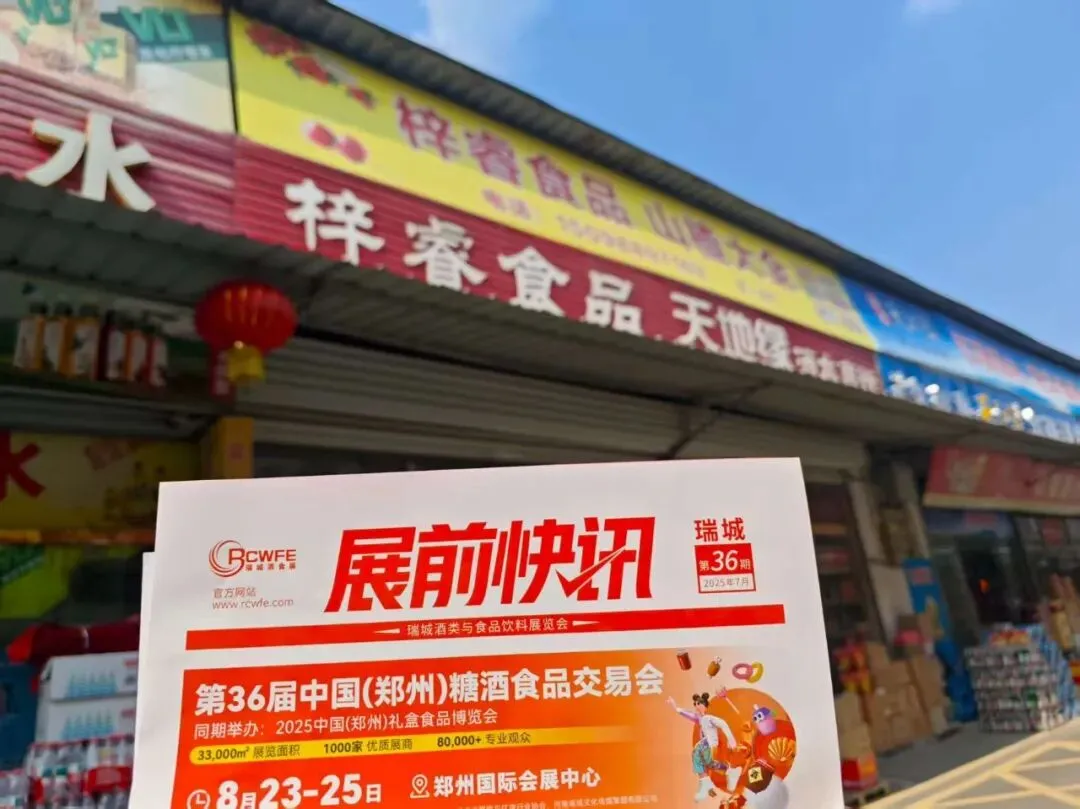 水
梓睿食品
梓睿食品 天地缘
RCWFE
瑞城酒食展
官方网站
www.rcwfe.com
展前快讯
瑞城
第36期
2025年7月
瑞城酒类与食品饮料展览会
第36届中国(郑州)糖酒食品交易会
同期举办:2025中国(郑州)礼盒食品博览会
33,000㎡ 展览面积 1000家 优质展商 80,000+ 专业观众
8月23-25日 郑州国际会展中心